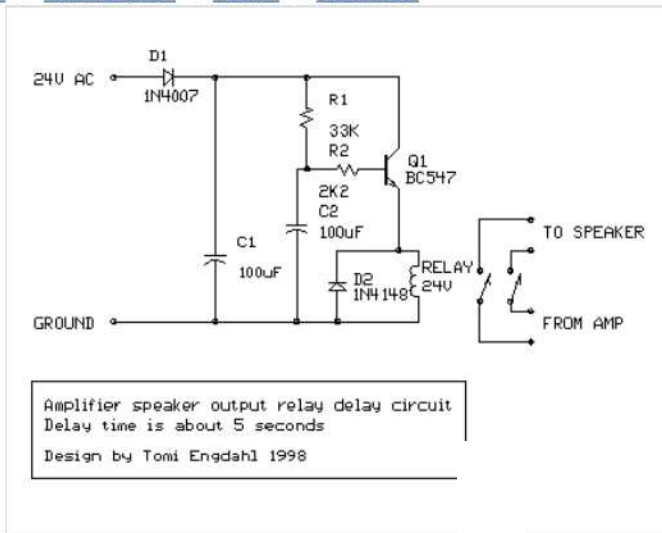 D1
24V AC
1N4007
R1
33K
R2
2K2
C2
100uF
Q1
BC547
C1
100uF
D2
1N4148
RELAY
24V
TO SPEAKER
FROM AMP
GROUND
Amplifier speaker output relay delay circuit
Delay time is about 5 seconds
Design by Tomi Engdahl 1998